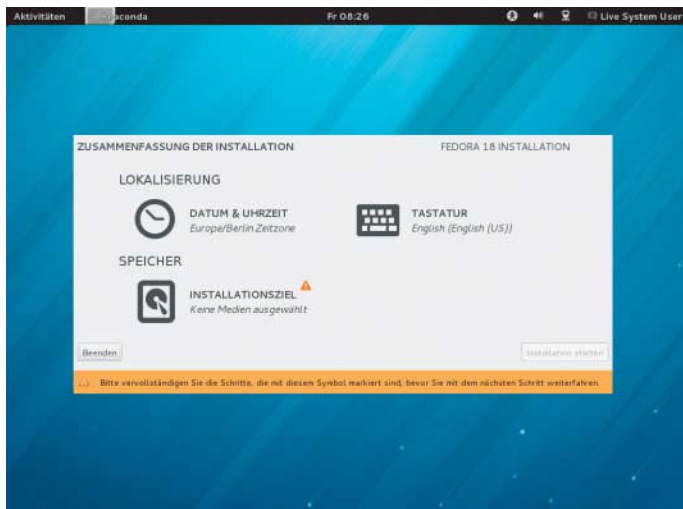 Aktivitäten
Fr 08:26
Live System User
ZUSAMMENFASSUNG DER INSTALLATION
FEDORA 18 INSTALLATION
LOKALISIERUNG
DATUM & UHRZEIT
Europe/Berlin Zeitzone
TASTATUR
English (English (US))
SPEICHER
INSTALLATIONSZIEL
Keine Medien ausgewählt
Beenden
Installation starten
Bitte vervollständigen Sie die Schritte, die mit diesem Symbol markiert sind, bevor Sie mit dem nächsten Schritt weiterfahren.